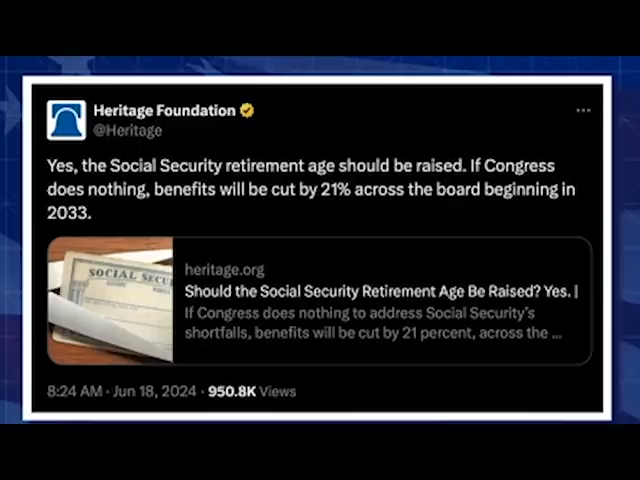 Heritage Foundation
@Heritage
Yes, the Social Security retirement age should be raised. If Congress
does nothing, benefits will be cut by 21% across the board beginning in
2033.
SOCIAL SECU
heritage.org
Should the Social Security Retirement Age Be Raised? Yes. |
If Congress does nothing to address Social Security's
shortfalls, benefits will be cut by 21 percent, across the ...
8:24 AM · Jun 18, 2024 · 950.8K Views